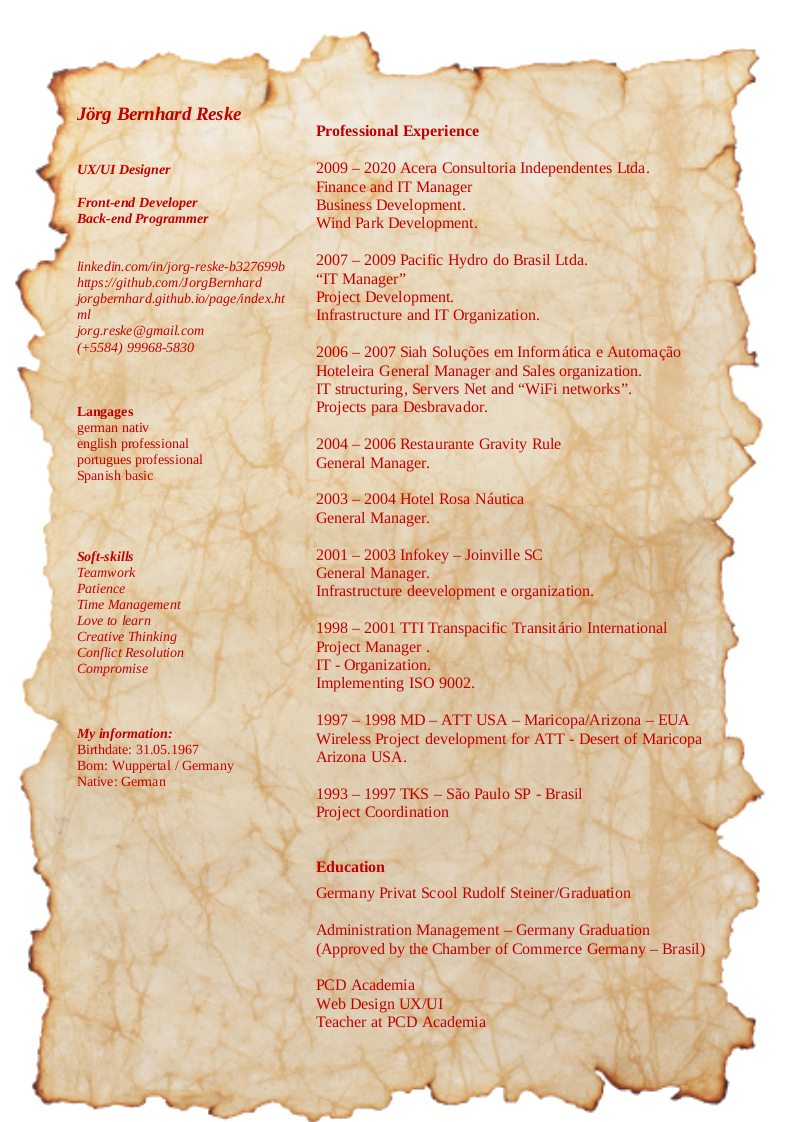 Jörg Bernhard Reske
UX/UI Designer
Front-end Developer
Back-end Programmer
linkedin.com/in/jorg-reske-b327699b
https://github.com/JorgBernhard
jorgbernhard.github.io/page/index.ht
ml
jorg.reske@gmail.com
(+5584) 99968-5830
Langages
german nativ
english professional
portugues professional
Spanish basic
Soft-skills
Teamwork
Patience
Time Management
Love to learn
Creative Thinking
Conflict Resolution
Compromise
My information:
Birthdate: 31.05.1967
Born: Wuppertal / Germany
Native: German
Professional Experience
2009 – 2020 Acera Consultoria Independentes Ltda.
Finance and IT Manager
Business Development.
Wind Park Development.
2007 – 2009 Pacific Hydro do Brasil Ltda.
“IT Manager”
Project Development.
Infrastructure and IT Organization.
2006 – 2007 Siah Soluções em Informática e Automação
Hoteleira General Manager and Sales organization.
IT structuring, Servers Net and “WiFi networks”.
Projects para Desbravador.
2004 – 2006 Restaurante Gravity Rule
General Manager.
2003 – 2004 Hotel Rosa Náutica
General Manager.
2001 – 2003 Infokey – Joinville SC
General Manager.
Infrastructure deevelopment e organization.
1998 – 2001 TTI Transpacific Transitário International
Project Manager .
IT - Organization.
Implementing ISO 9002.
1997 – 1998 MD – ATT USA – Maricopa/Arizona – EUA
Wireless Project development for ATT - Desert of Maricopa
Arizona USA.
1993 – 1997 TKS – São Paulo SP - Brasil
Project Coordination
Education
Germany Privat Scool Rudolf Steiner/Graduation
Administration Management – Germany Graduation
(Approved by the Chamber of Commerce Germany – Brasil)
PCD Academia
Web Design UX/UI
Teacher at PCD Academia